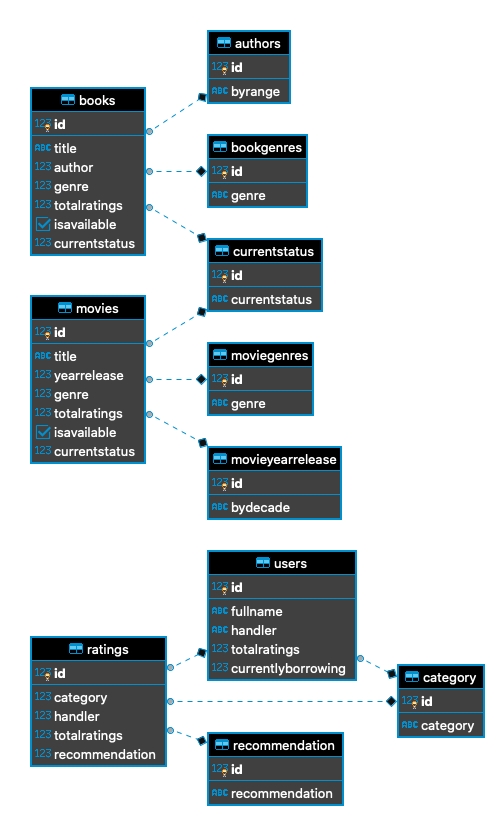 authors
123 id
ABC byrange
books
123 id
ABC title
123 author
123 genre
123 totalratings
isavailable
123 currentstatus
bookgenres
123 id
ABC genre
currentstatus
123 id
ABC currentstatus
movies
123 id
ABC title
123 yearrelease
123 genre
123 totalratings
isavailable
123 currentstatus
moviegenres
123 id
ABC genre
movieyearrelease
123 id
ABC bydecade
users
123 id
ABC fullname
ABC handler
123 totalratings
123 currentlyborrowing
ratings
123 id
123 category
123 handler
123 totalratings
123 recommendation
category
123 id
ABC category
recommendation
123 id
ABC recommendation